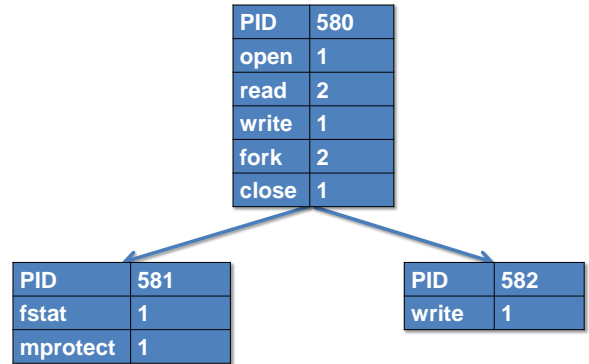 PID 580
open 1
read 2
write 1
fork 2
close 1
PID 581
fstat 1
mprotect 1
PID 582
write 1